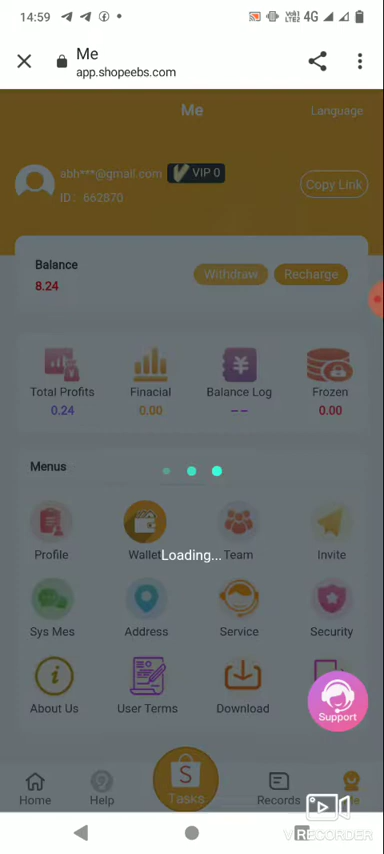 14:59
4G
Me
app.shopeebs.com
Me
Language
abh***@gmail.com
VIP 0
ID: 662870
Copy Link
Balance
8.24
Withdraw
Recharge
Total Profits
Finacial
Balance Log
Frozen
0.24
0.00
--
0.00
Menus
Profile
Wallet
Team
Invite
Loading...
Sys Mes
Address
Service
Security
About Us
User Terms
Download
Support
Home
Help
Tasks
Records
VRECORDER